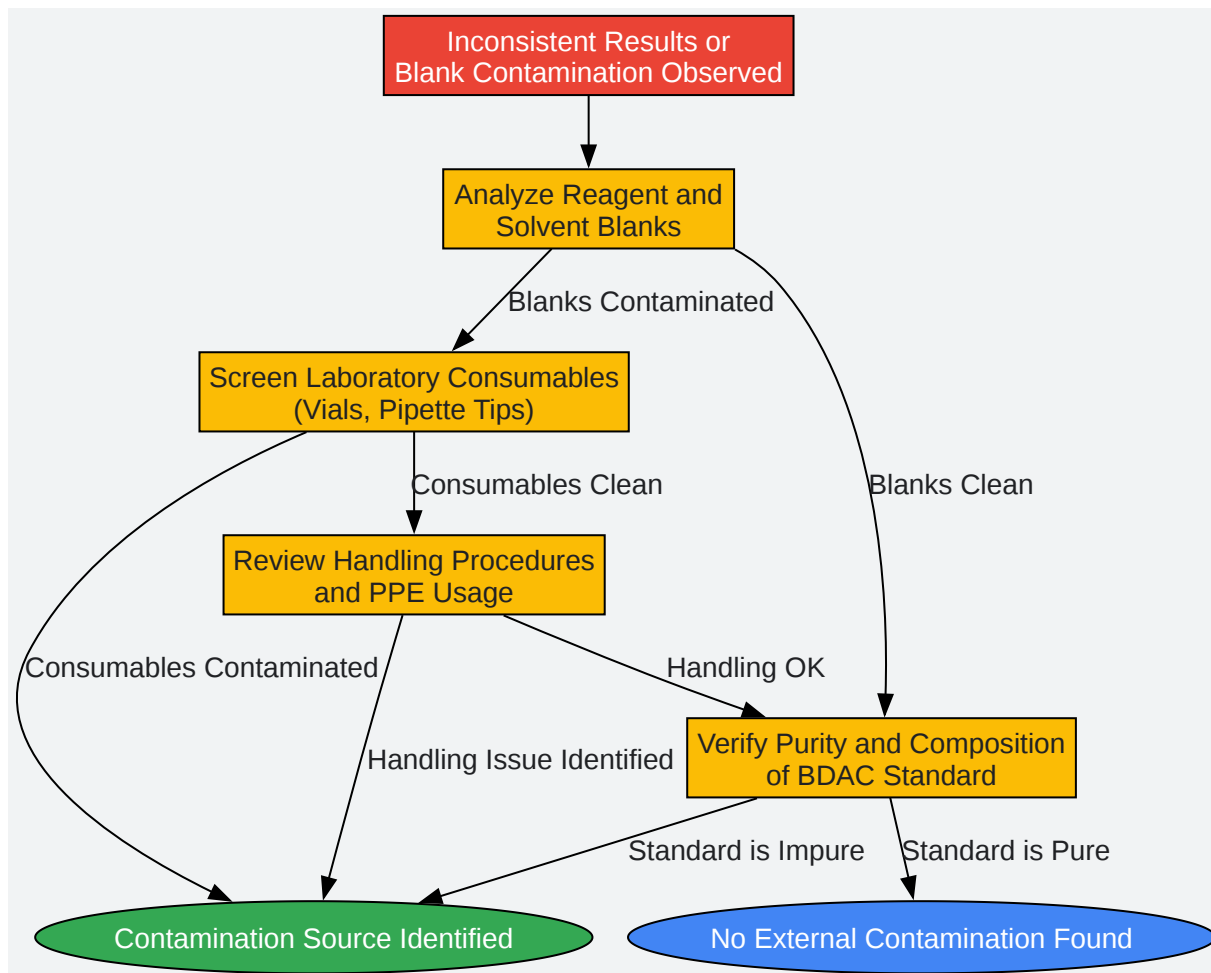 Inconsistent Results or
Blank Contamination Observed
Analyze Reagent and
Solvent Blanks
Blanks Contaminated
Screen Laboratory Consumables
(Vials, Pipette Tips)
Consumables Clean
Blanks Clean
Review Handling Procedures
and PPE Usage
Consumables Contaminated
Handling OK
Verify Purity and Composition
of BDAC Standard
Handling Issue Identified
Standard is Impure
Standard is Pure
Contamination Source Identified
No External Contamination Found